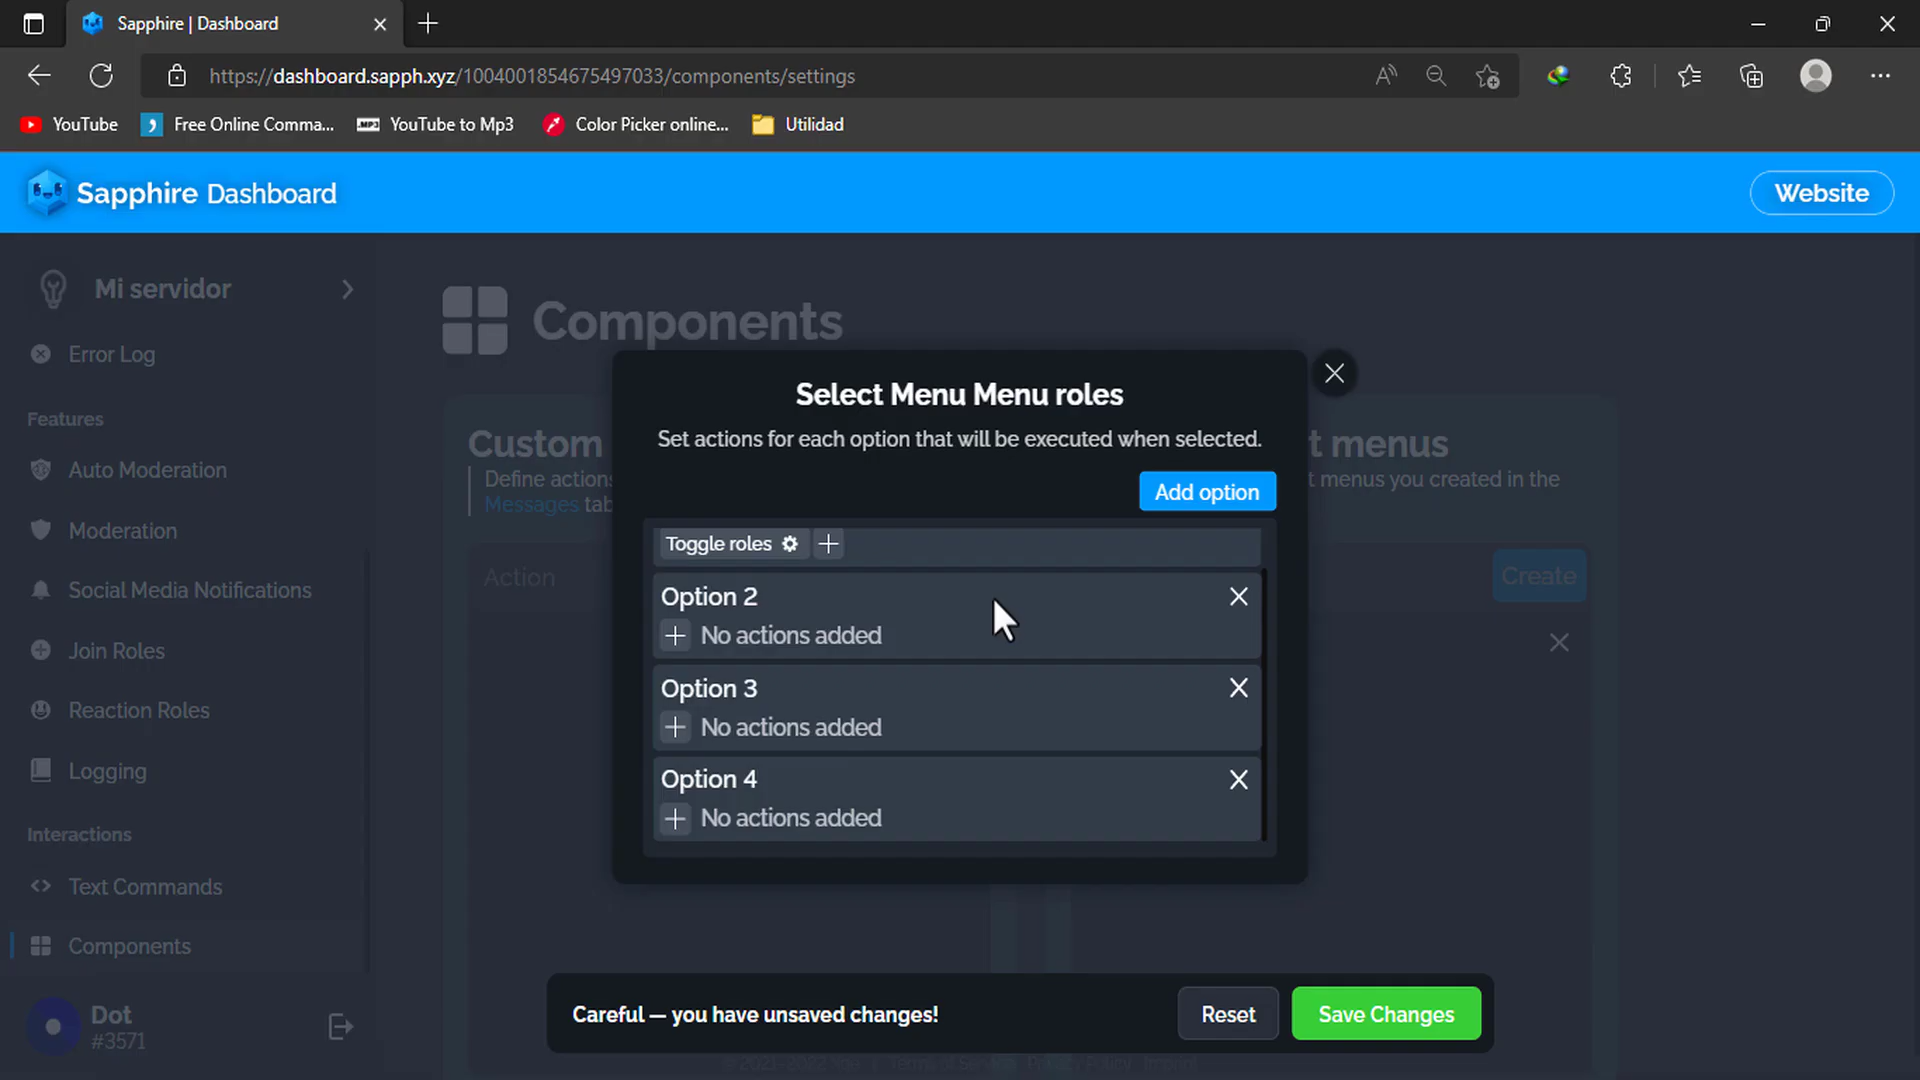 Sapphire | Dashboard
https://dashboard.sapph.xyz/1004001854675497033/components/settings
YouTube
Free Online Comma...
YouTube to Mp3
Color Picker online...
Utilidad
Sapphire Dashboard
Website
Mi servidor
Error Log
Features
Auto Moderation
Moderation
Social Media Notifications
Join Roles
Reaction Roles
Logging
Interactions
Text Commands
Components
Dot
#3571
Components
Custom
Define actions
Messages tab
Action
t menus
t menus you created in the
Create
Select Menu Menu roles
Set actions for each option that will be executed when selected.
Add option
Toggle roles
Option 2
No actions added
Option 3
No actions added
Option 4
No actions added
Careful — you have unsaved changes!
Reset
Save Changes